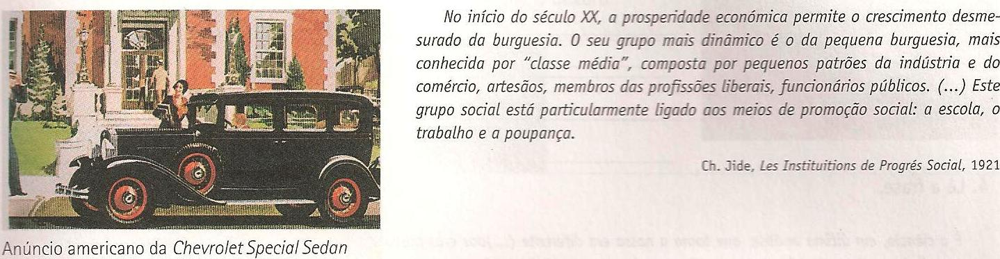 No início do século XX, a prosperidade económica permite o crescimento desme-
surado da burguesia. O seu grupo mais dinâmico é o da pequena burguesia, mais
conhecida por “classe média”, composta por pequenos patrões da indústria e do
comércio, artesãos, membros das profissões liberais, funcionários públicos. (...) Este
grupo social está particularmente ligado aos meios de promoção social: a escola, o
trabalho e a poupança.
Ch. Jide, Les Instituitions de Progrés Social, 1921
Anúncio americano da Chevrolet Special Sedan